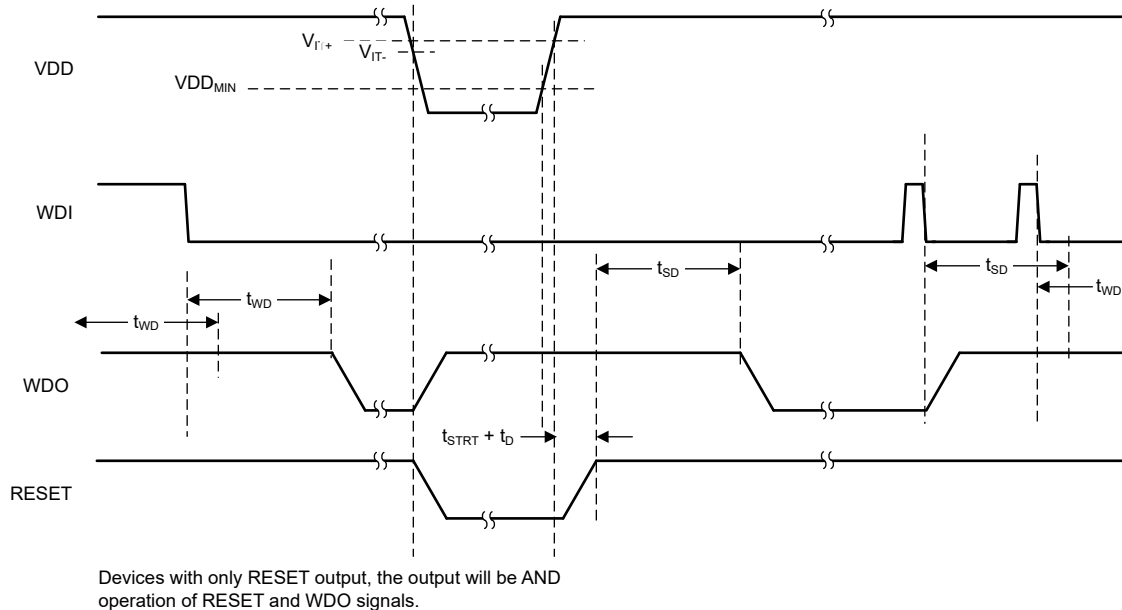 VDD
V_IT+
V_IT-
VDD_MIN
WDI
t_SD
t_SD
t_WD
t_WD
t_WD
WDO
t_STRT + t_D
RESET
Devices with only RESET output, the output will be AND
operation of RESET and WDO signals.